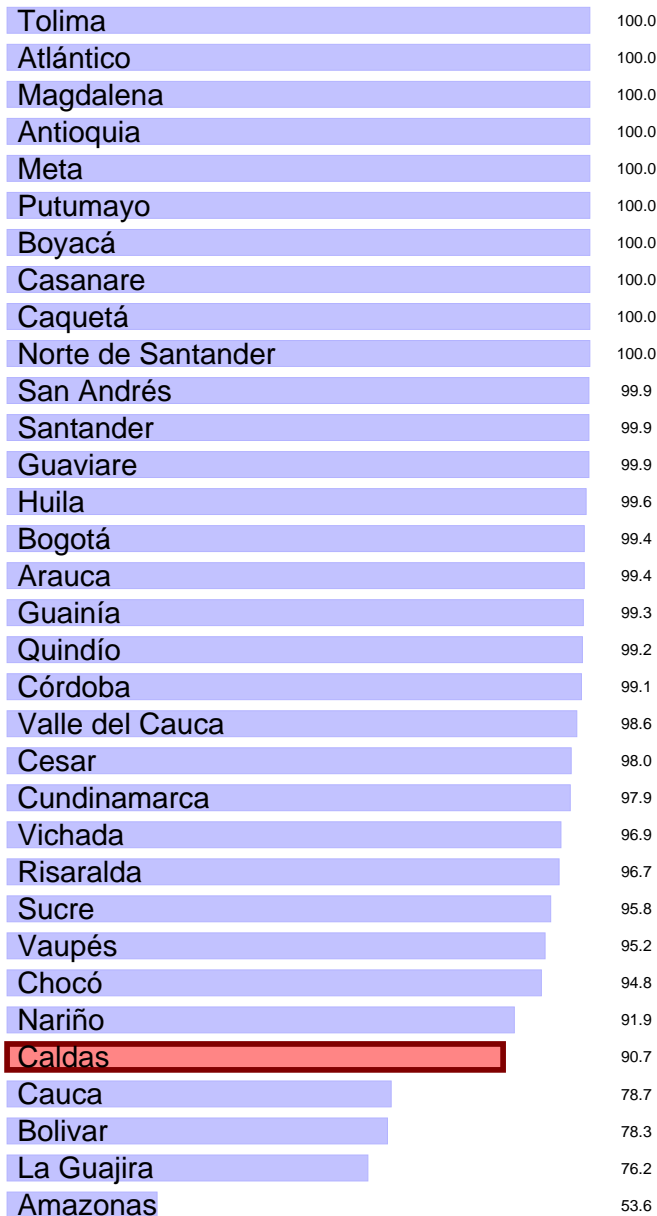 Tolima 100.0
Atlántico 100.0
Magdalena 100.0
Antioquia 100.0
Meta 100.0
Putumayo 100.0
Boyacá 100.0
Casanare 100.0
Caquetá 100.0
Norte de Santander 100.0
San Andrés 99.9
Santander 99.9
Guaviare 99.9
Huila 99.6
Bogotá 99.4
Arauca 99.4
Guainía 99.3
Quindío 99.2
Córdoba 99.1
Valle del Cauca 98.6
Cesar 98.0
Cundinamarca 97.9
Vichada 96.9
Risaralda 96.7
Sucre 95.8
Vaupés 95.2
Chocó 94.8
Nariño 91.9
Caldas 90.7
Cauca 78.7
Bolivar 78.3
La Guajira 76.2
Amazonas 53.6